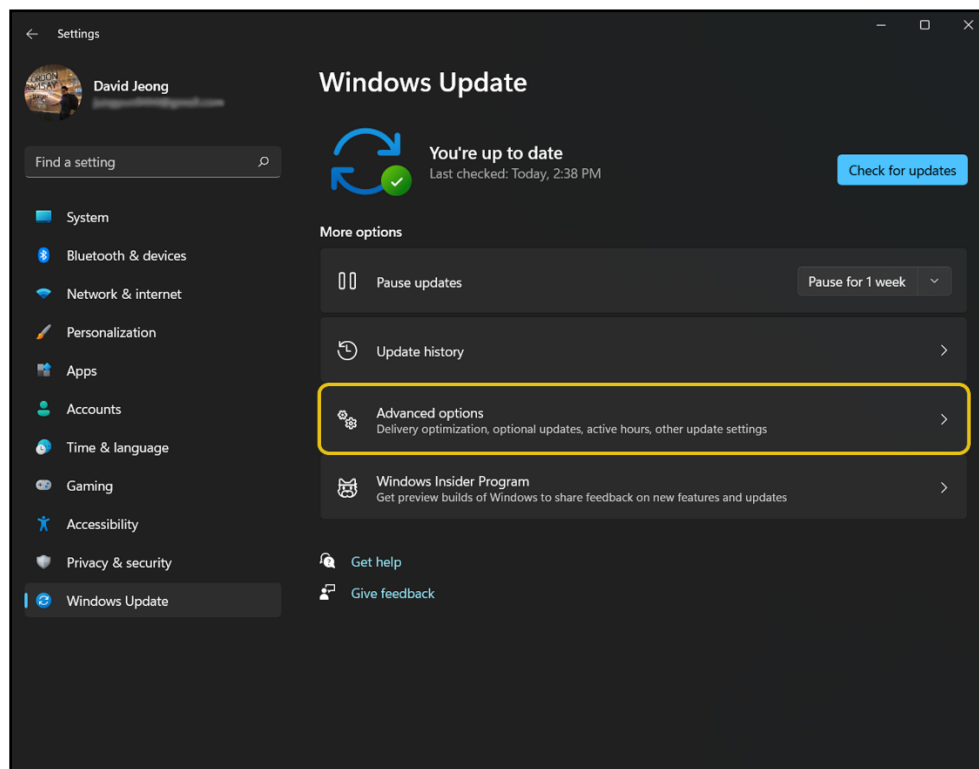 Settings
David Jeong
Find a setting
System
Bluetooth & devices
Network & internet
Personalization
Apps
Accounts
Time & language
Gaming
Accessibility
Privacy & security
Windows Update
Windows Update
You're up to date
Last checked: Today, 2:38 PM
Check for updates
More options
Pause updates
Pause for 1 week
Update history
Advanced options
Delivery optimization, optional updates, active hours, other update settings
Windows Insider Program
Get preview builds of Windows to share feedback on new features and updates
Get help
Give feedback